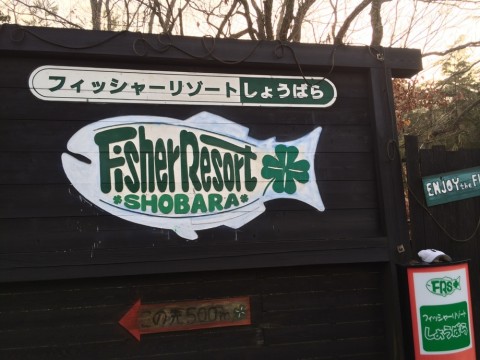 フィッシャーリゾートしょうばら
Fisher Resort
SHOBARA
ENJOY the F
この先500m
FRS
フィッシャーリゾート
しょうばら